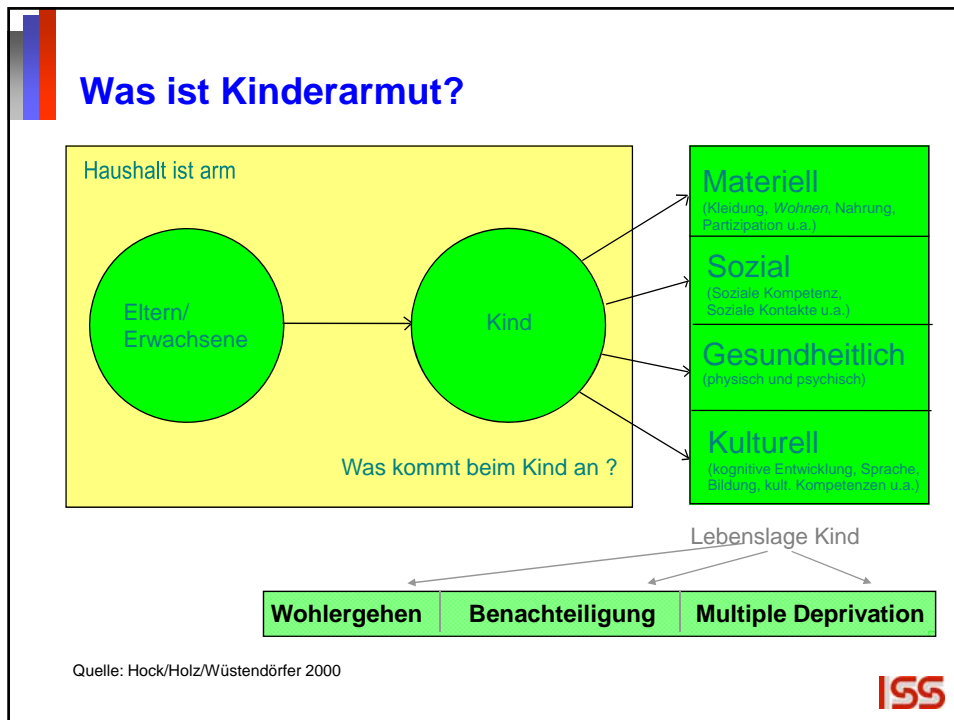 Was ist Kinderarmut?
Haushalt ist arm
Eltern/
Erwachsene
Kind
Was kommt beim Kind an ?
Materiell
(Kleidung, Wohnen, Nahrung,
Partizipation u.a.)
Sozial
(Soziale Kompetenz,
Soziale Kontakte u.a.)
Gesundheitlich
(physisch und psychisch)
Kulturell
(kognitive Entwicklung, Sprache,
Bildung, kult. Kompetenzen u.a.)
Lebenslage Kind
Wohlergehen Benachteiligung Multiple Deprivation
Quelle: Hock/Holz/Wüstendörfer 2000
ISS